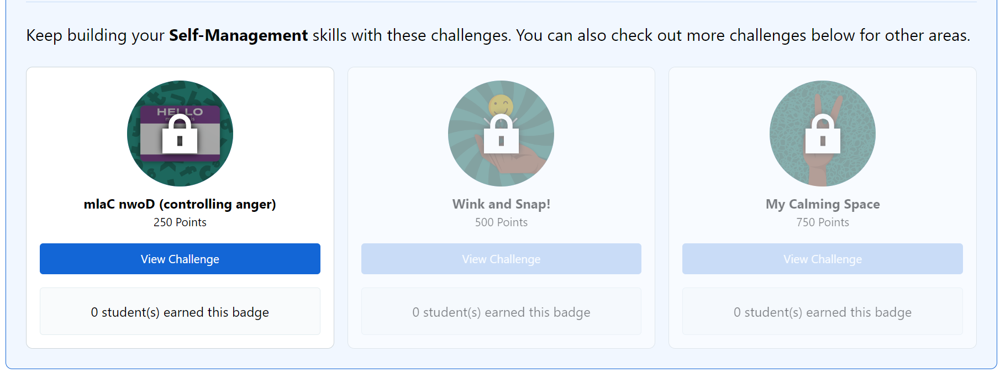 Keep building your Self-Management skills with these challenges. You can also check out more challenges below for other areas.
HELLO
mlaC nwoD (controlling anger)
250 Points
View Challenge
0 student(s) earned this badge
Wink and Snap!
500 Points
View Challenge
0 student(s) earned this badge
My Calming Space
750 Points
View Challenge
0 student(s) earned this badge